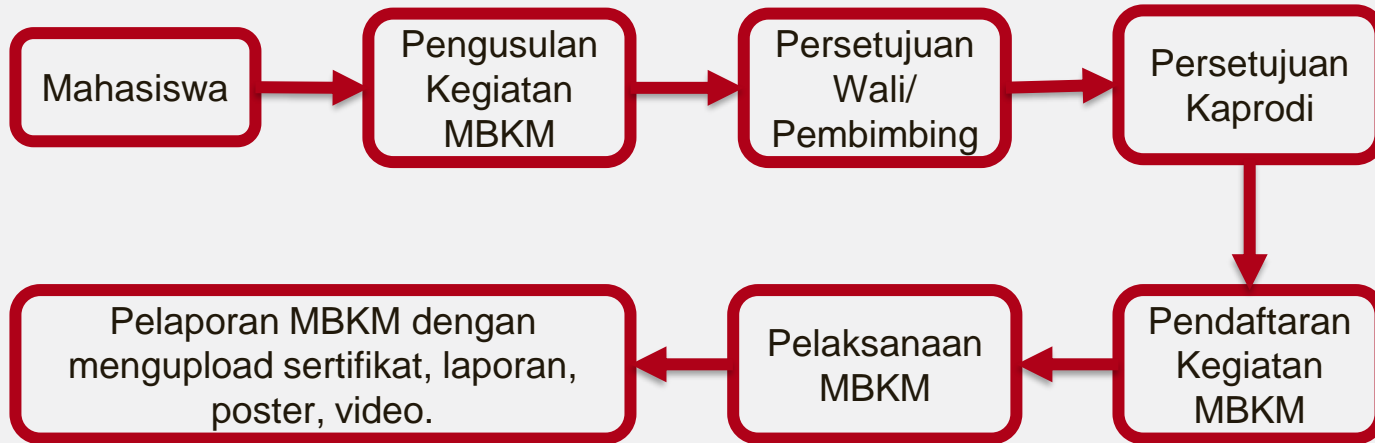 Mahasiswa
Pengusulan
Kegiatan
MBKM
Persetujuan
Wali/
Pembimbing
Persetujuan
Kaprodi
Pendaftaran
Kegiatan
MBKM
Pelaksanaan
MBKM
Pelaporan MBKM dengan
mengupload sertifikat, laporan,
poster, video.